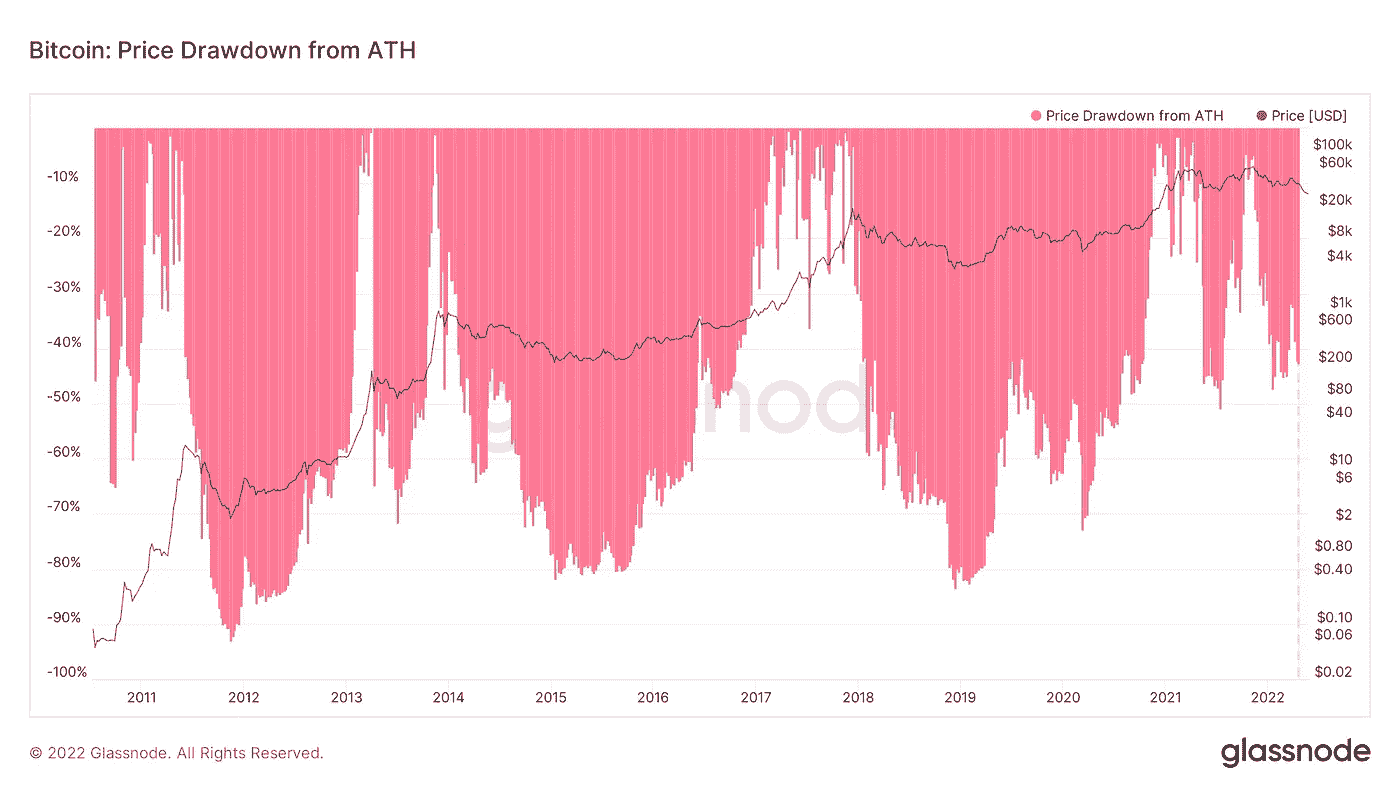 Bitcoin: Price Drawdown from ATH
Price Drawdown from ATH Price [USD]
-10%
-20%
-30%
-40%
-50%
-60%
-70%
-80%
-90%
-100%
$100k
$60k
$20k
$8k
$4k
$1k
$600
$200
$80
$40
$10
$6
$2
$0.80
$0.40
$0.10
$0.06
$0.02
2011 2012 2013 2014 2015 2016 2017 2018 2019 2020 2021 2022
© 2022 Glassnode. All Rights Reserved.
glassnode